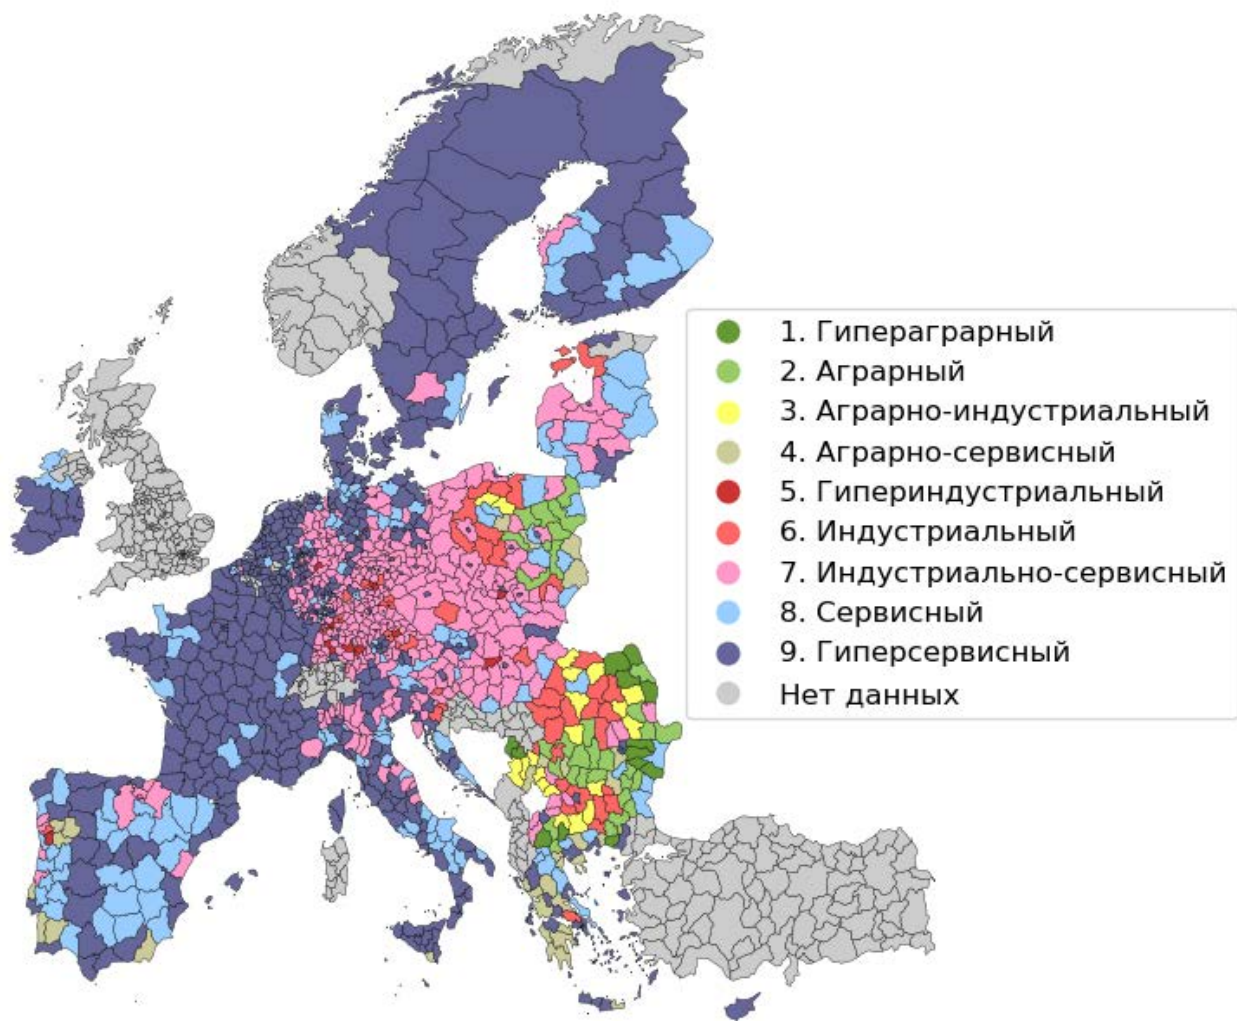 1. Гипераграрный
2. Аграрный
3. Аграрно-индустриальный
4. Аграрно-сервисный
5. Гипериндустриальный
6. Индустриальный
7. Индустриально-сервисный
8. Сервисный
9. Гиперсервисный
Нет данных